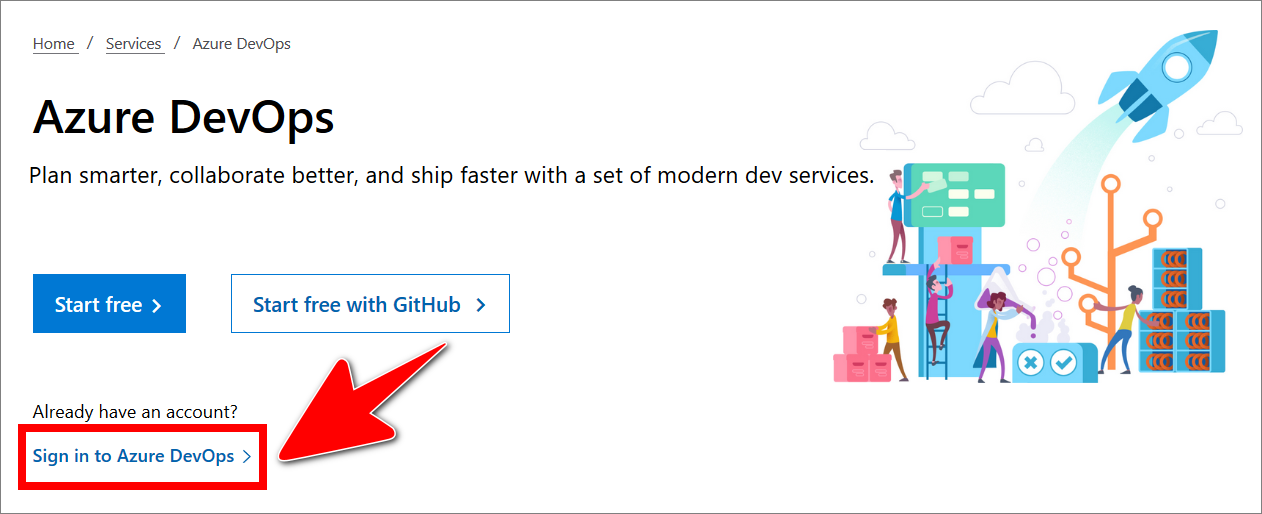 Home / Services / Azure DevOps
Azure DevOps
Plan smarter, collaborate better, and ship faster with a set of modern dev services.
Start free >
Start free with GitHub >
Already have an account?
Sign in to Azure DevOps >